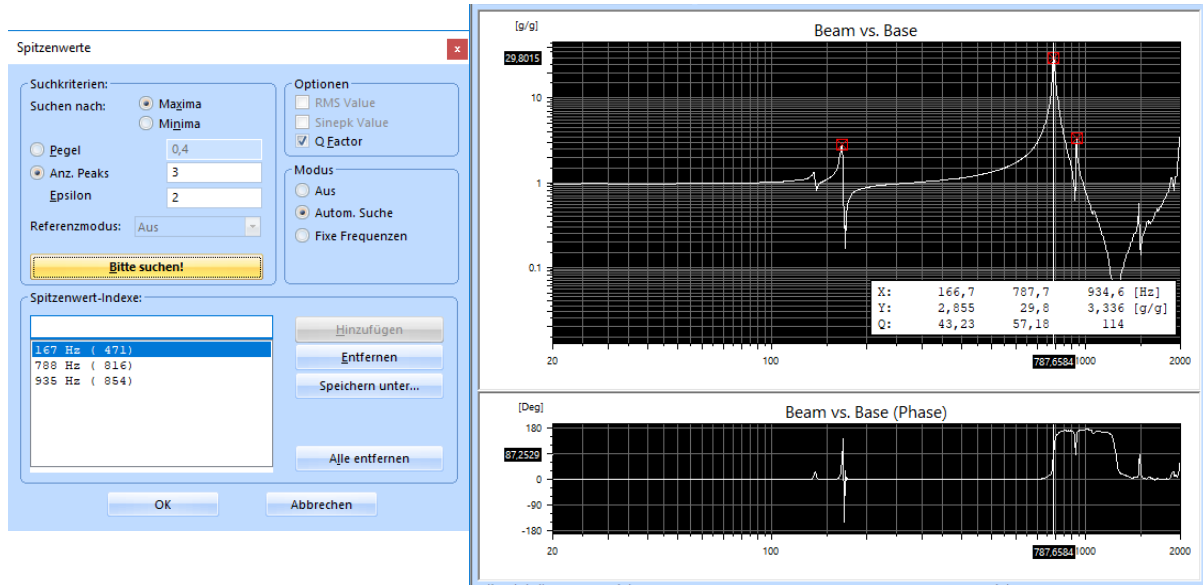 Spitzenwerte
x
Suchkriterien:
Suchen nach:
Maxima
Minima
Pegel
0,4
Anz. Peaks
3
Epsilon
2
Referenzmodus:
Aus
Bitte suchen!
Optionen
RMS Value
Sinepk Value
Q Factor
Modus
Aus
Autom. Suche
Fixe Frequenzen
Spitzenwert-Indexe:
167 Hz ( 471)
788 Hz ( 816)
935 Hz ( 854)
Hinzufügen
Entfernen
Speichern unter...
Alle entfernen
OK
Abbrechen
[g/g]
Beam vs. Base
29,8015
10
1
0.1
X: 166,7 787,7 934,6 [Hz]
Y: 2,855 29,8 3,336 [g/g]
Q: 43,23 57,18 114
20
100
787,6584
1000
2000
[Deg]
Beam vs. Base (Phase)
180
87,2529
0
-90
-180
20
100
787,6584
1000
2000